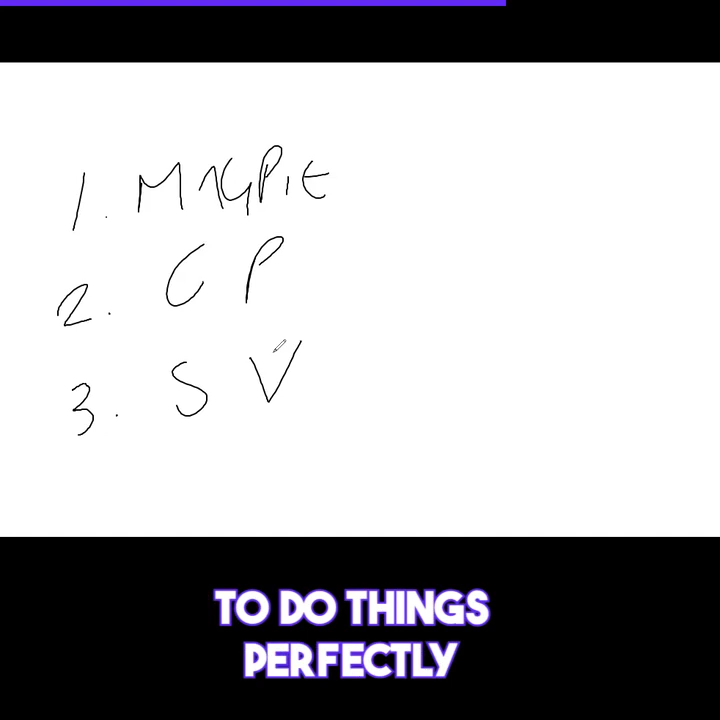 1. MAGPIE
2. C P
3. S V
TO DO THINGS
PERFECTLY